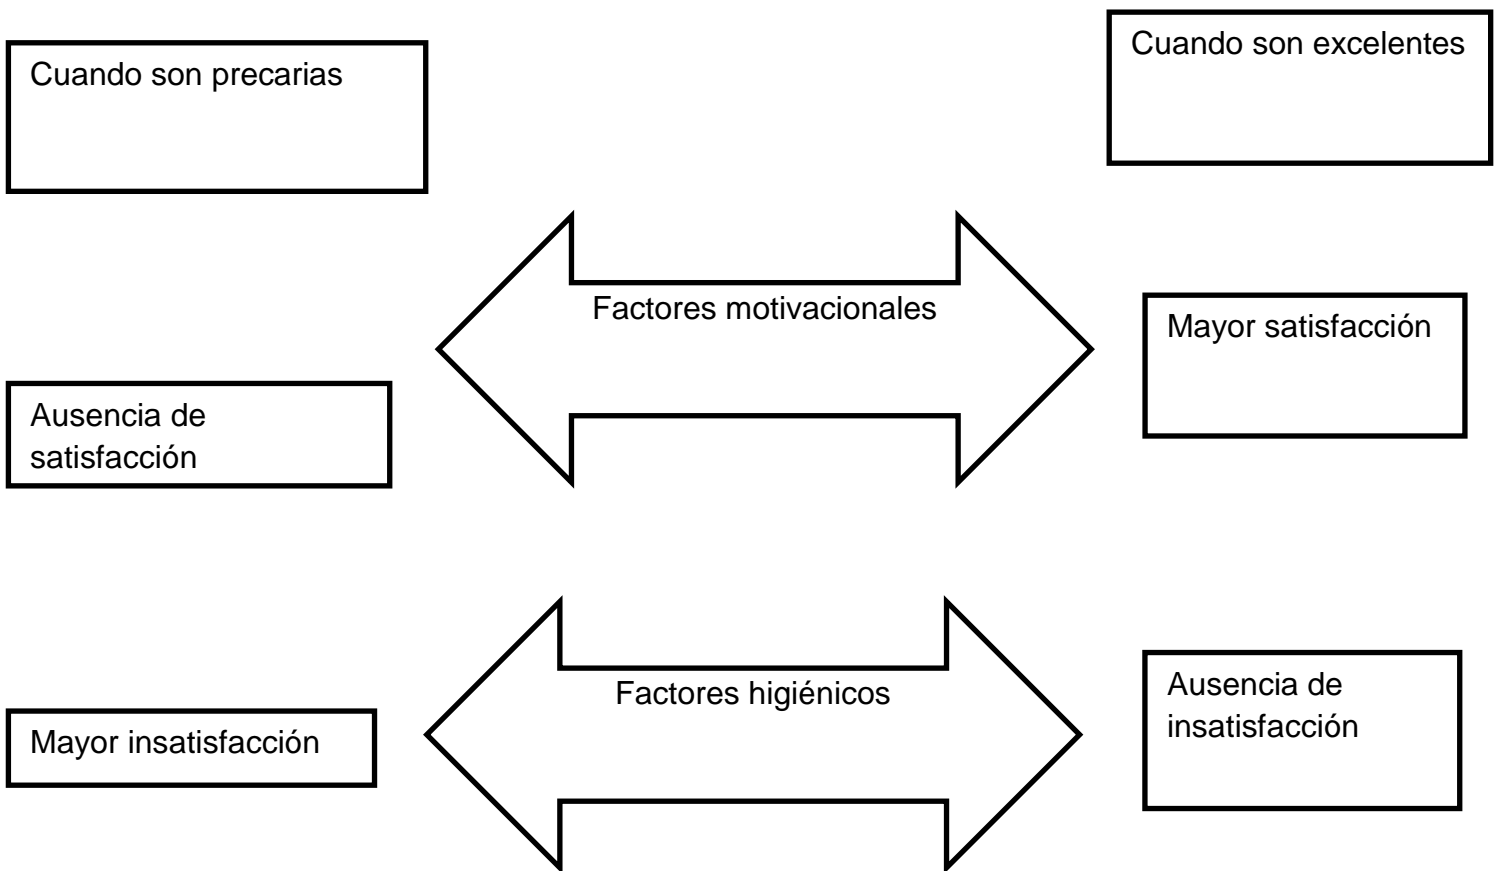 Cuando son precarias
Cuando son excelentes
Factores motivacionales
Mayor satisfacción
Ausencia de
satisfacción
Factores higiénicos
Ausencia de
insatisfacción
Mayor insatisfacción